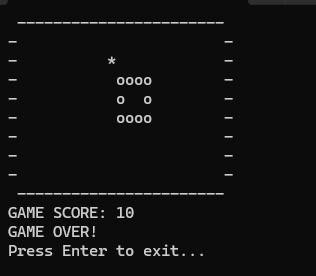 -----------------------
-                       -
-          *            -
-           oooo        -
-           o  o        -
-           oooo        -
-                       -
-                       -
-                       -
-----------------------
GAME SCORE: 10
GAME OVER!
Press Enter to exit...